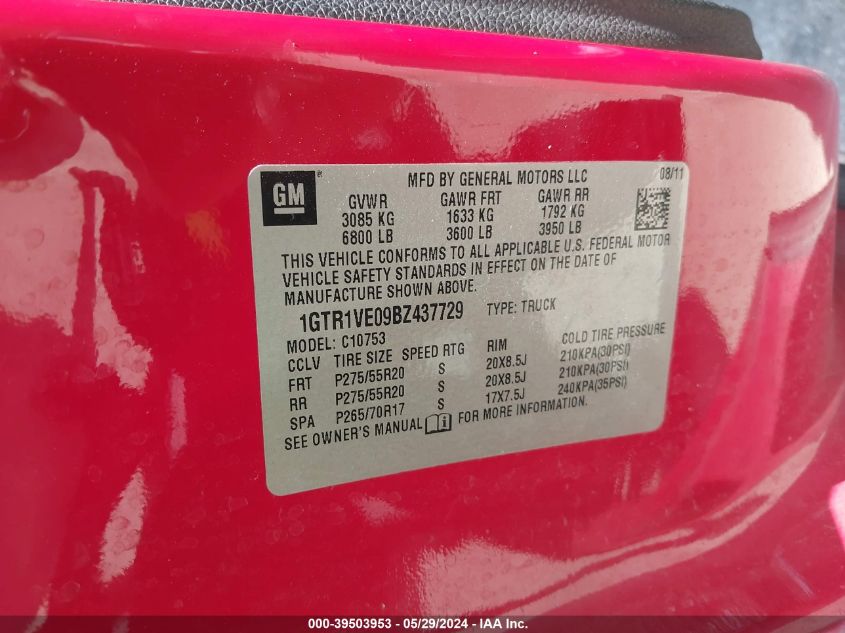 GM ®
MFD BY GENERAL MOTORS LLC 08/11
GVWR GAWR FRT GAWR RR
3085 KG 1633 KG 1792 KG
6800 LB 3600 LB 3950 LB
THIS VEHICLE CONFORMS TO ALL APPLICABLE U.S. FEDERAL MOTOR
VEHICLE SAFETY STANDARDS IN EFFECT ON THE DATE OF
MANUFACTURE SHOWN ABOVE.
1GTR1VE09BZ437729 TYPE: TRUCK
MODEL: C10753
CCLV TIRE SIZE SPEED RTG RIM COLD TIRE PRESSURE
FRT P275/55R20 S 20X8.5J 210KPA(30PSI)
RR P275/55R20 S 20X8.5J 210KPA(30PSI)
SPA P265/70R17 S 17X7.5J 240KPA(35PSI)
SEE OWNER'S MANUAL FOR MORE INFORMATION.
000-39503953 - 05/29/2024 - www.iaai.com